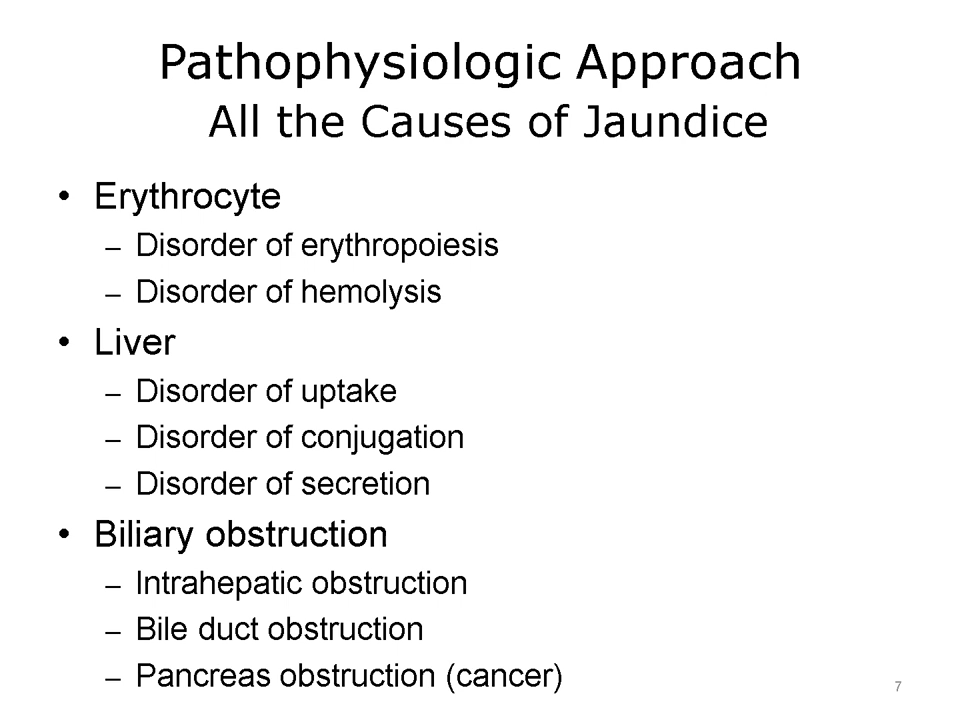 Pathophysiologic Approach
All the Causes of Jaundice
• Erythrocyte
– Disorder of erythropoiesis
– Disorder of hemolysis
• Liver
– Disorder of uptake
– Disorder of conjugation
– Disorder of secretion
• Biliary obstruction
– Intrahepatic obstruction
– Bile duct obstruction
– Pancreas obstruction (cancer)
7